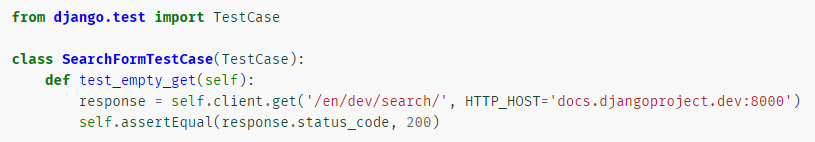 from django.test import TestCase

class SearchFormTestCase(TestCase):
    def test_empty_get(self):
        response = self.client.get('/en/dev/search/', HTTP_HOST='docs.djangoproject.dev:8000')
        self.assertEqual(response.status_code, 200)